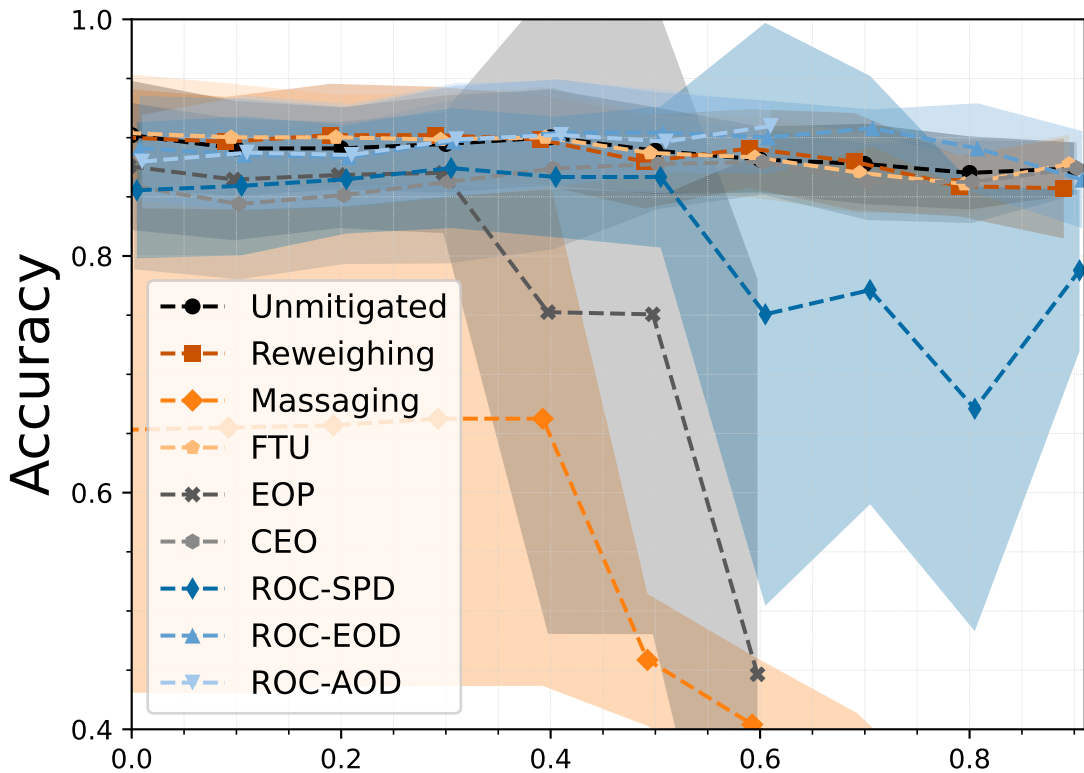 1.0
0.8
0.6
0.4
Accuracy
Unmitigated
Reweighing
Massaging
FTU
EOP
CEO
ROC-SPD
ROC-EOD
ROC-AOD
0.0 0.2 0.4 0.6 0.8